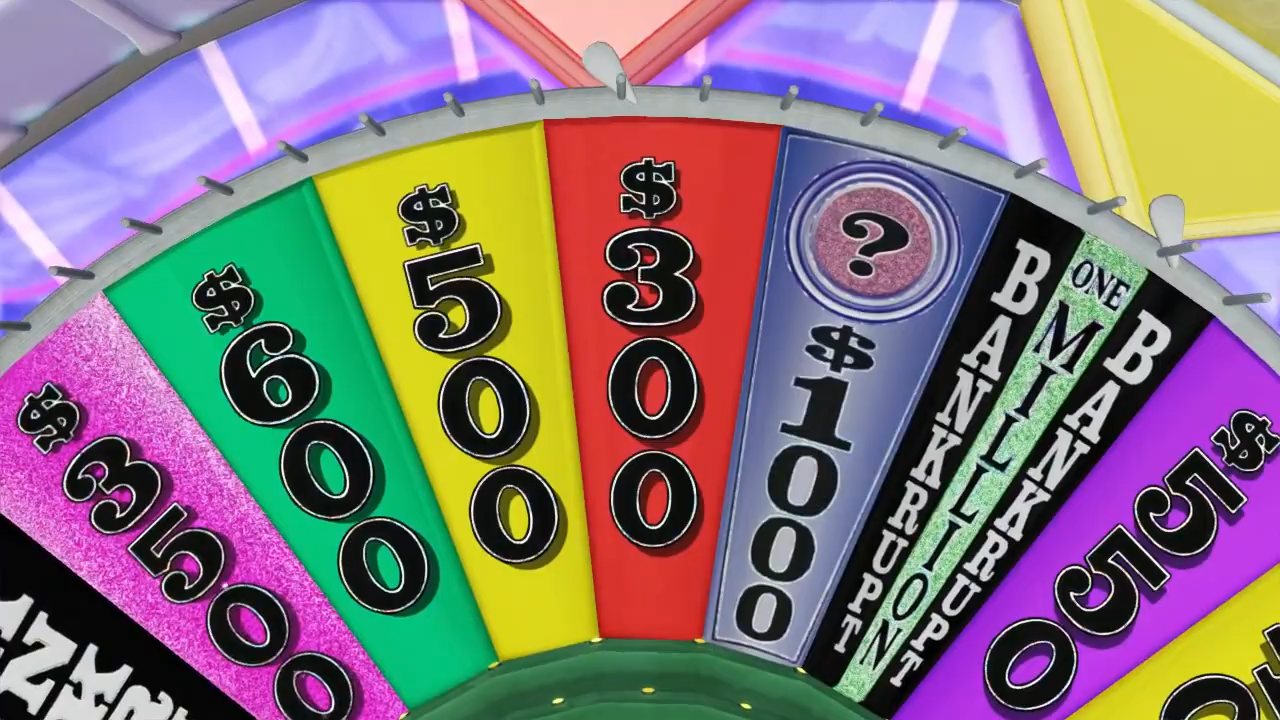 $3500
$600
$500
$300
?
$1000
BANKRUPT
ONE MILLION
BANKRUPT
$550